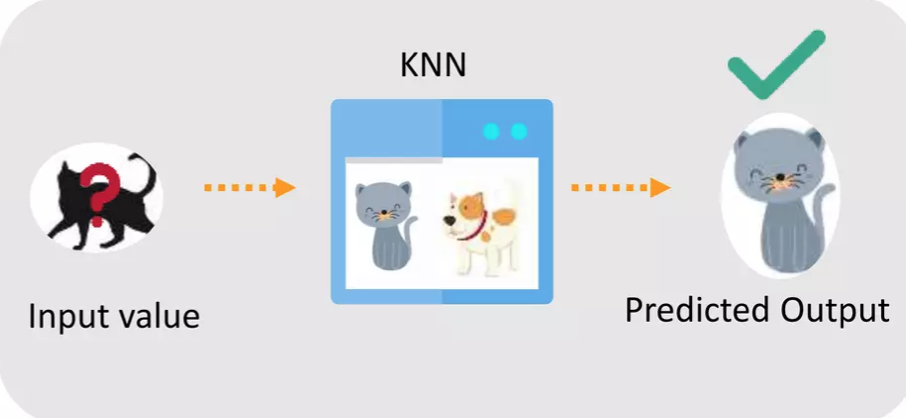 KNN
?
Input value
Predicted Output